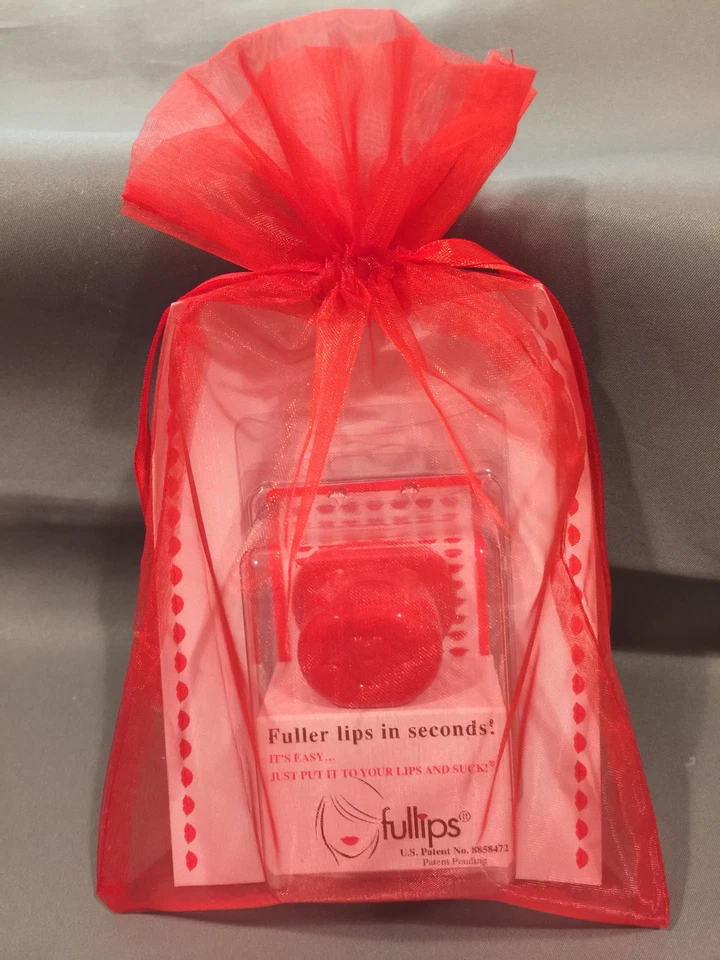 Fuller lips in seconds!
IT'S EASY...
JUST PUT IT TO YOUR LIPS AND SUCK!®
fullips®
U.S. Patent No. 8858472
Patent Pending